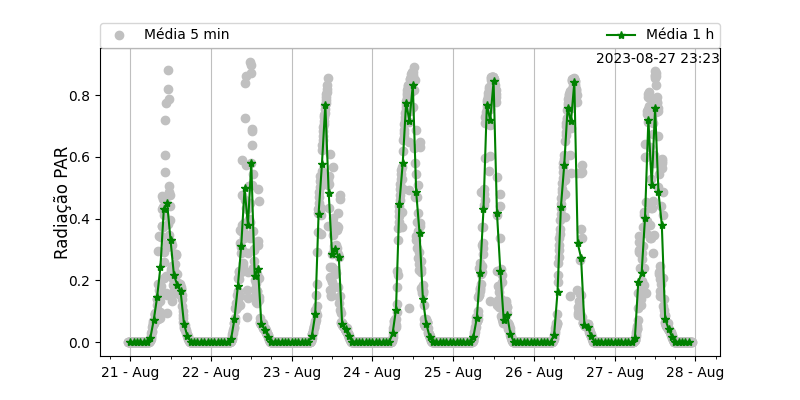 Média 5 min
Média 1 h
2023-08-27 23:23
Radiação PAR
0.8
0.6
0.4
0.2
0.0
21 - Aug
22 - Aug
23 - Aug
24 - Aug
25 - Aug
26 - Aug
27 - Aug
28 - Aug